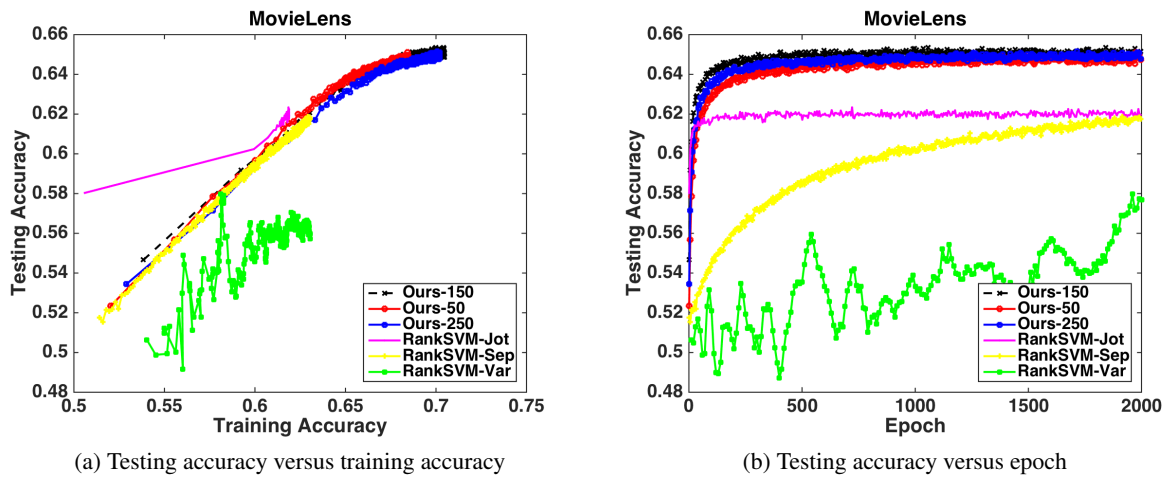 MovieLens
0.66
0.64
0.62
0.6
0.58
0.56
0.54
0.52
0.5
0.48
Testing Accuracy
Ours-150
Ours-50
Ours-250
RankSVM-Jot
RankSVM-Sep
RankSVM-Var
0.5
0.55
0.6
0.65
0.7
0.75
Training Accuracy
(a) Testing accuracy versus training accuracy
MovieLens
0.66
0.64
0.62
0.6
0.58
0.56
0.54
0.52
0.5
0.48
Testing Accuracy
Ours-150
Ours-50
Ours-250
RankSVM-Jot
RankSVM-Sep
RankSVM-Var
0
500
1000
1500
2000
Epoch
(b) Testing accuracy versus epoch